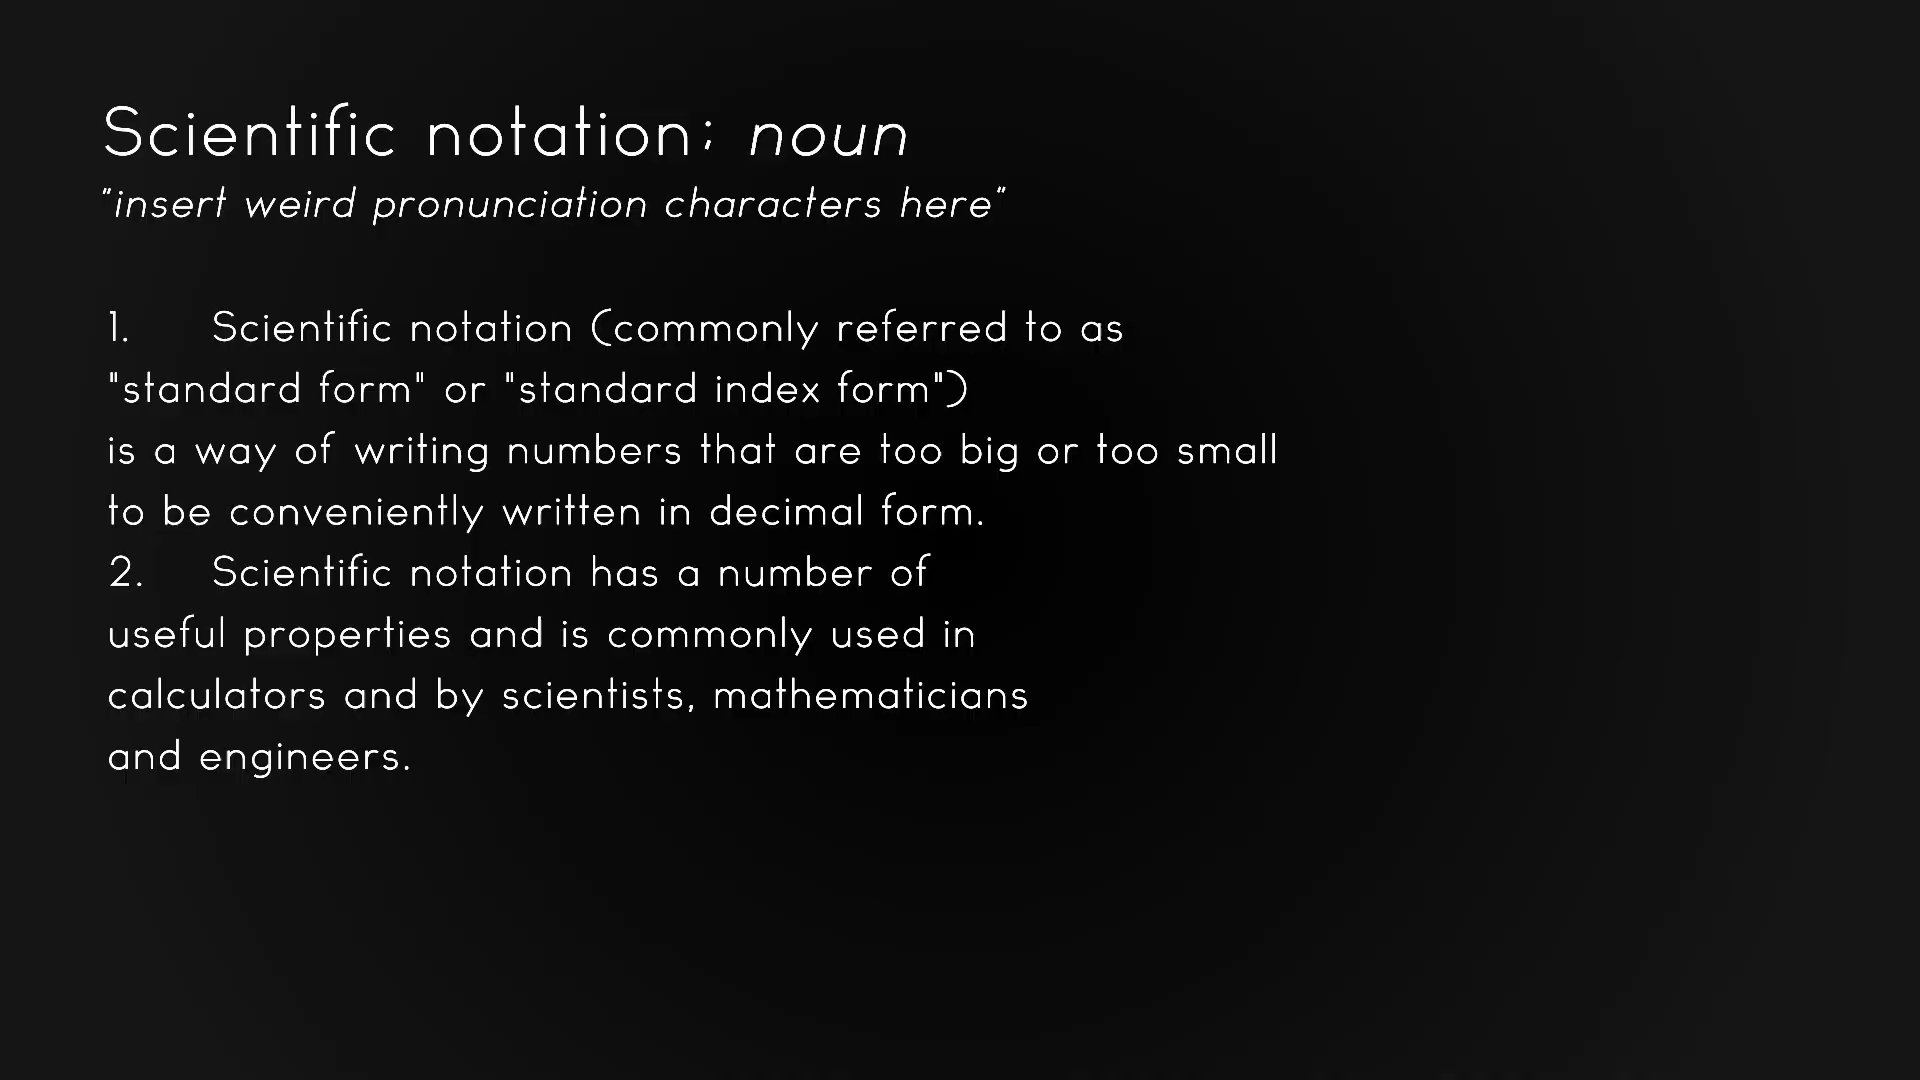 Scientific notation; noun
"insert weird pronunciation characters here"
1. Scientific notation (commonly referred to as
"standard form" or "standard index form")
is a way of writing numbers that are too big or too small
to be conveniently written in decimal form.
2. Scientific notation has a number of
useful properties and is commonly used in
calculators and by scientists, mathematicians
and engineers.